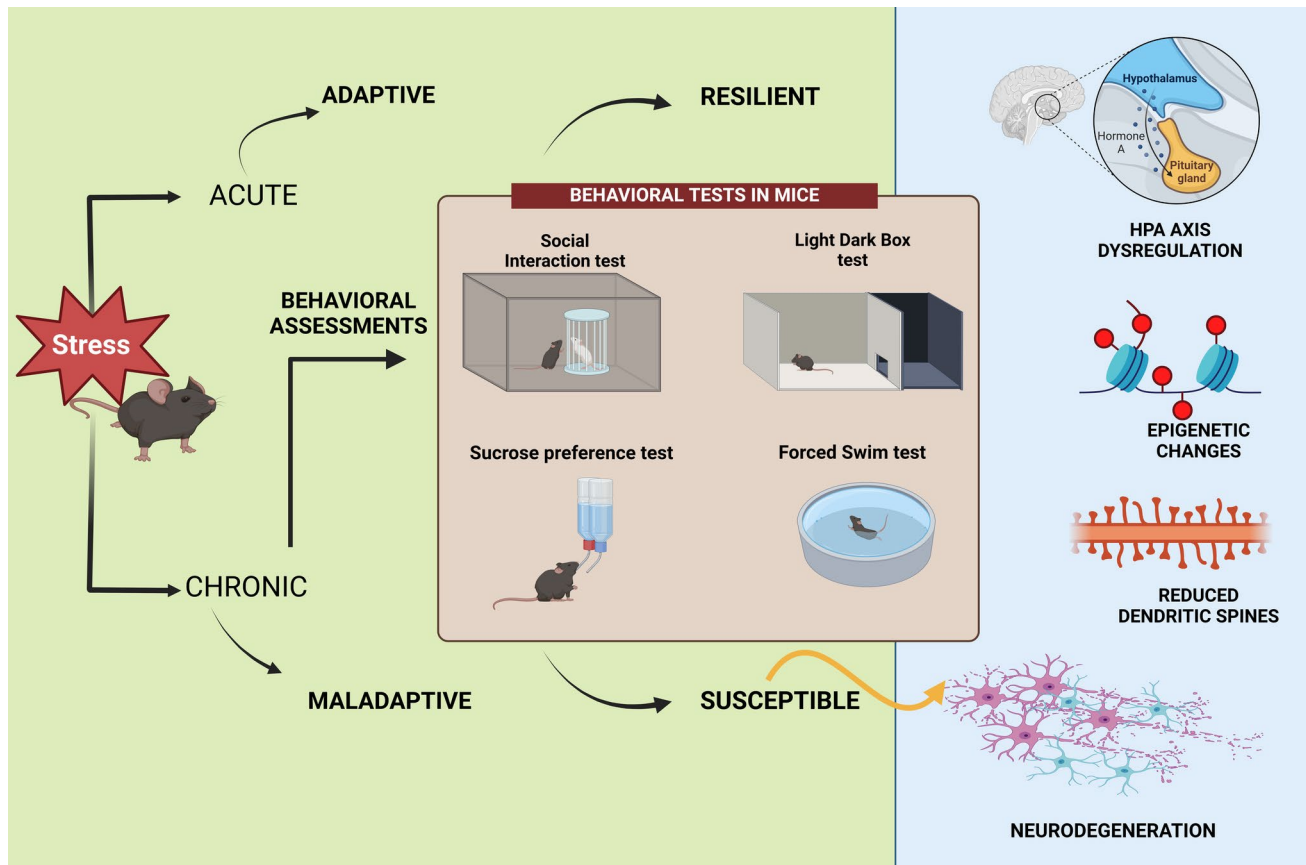 ADAPTIVE
RESILIENT
ACUTE
Stress
CHRONIC
MALADAPTIVE
BEHAVIORAL
ASSESSMENTS
BEHAVIORAL TESTS IN MICE
Social
Interaction test
Light Dark Box
test
Sucrose preference test
Forced Swim test
SUSCEPTIBLE
Hypothalamus
Hormone
A
Pituitary
gland
HPA AXIS
DYSREGULATION
EPIGENETIC
CHANGES
REDUCED
DENDRITIC SPINES
NEURODEGENERATION